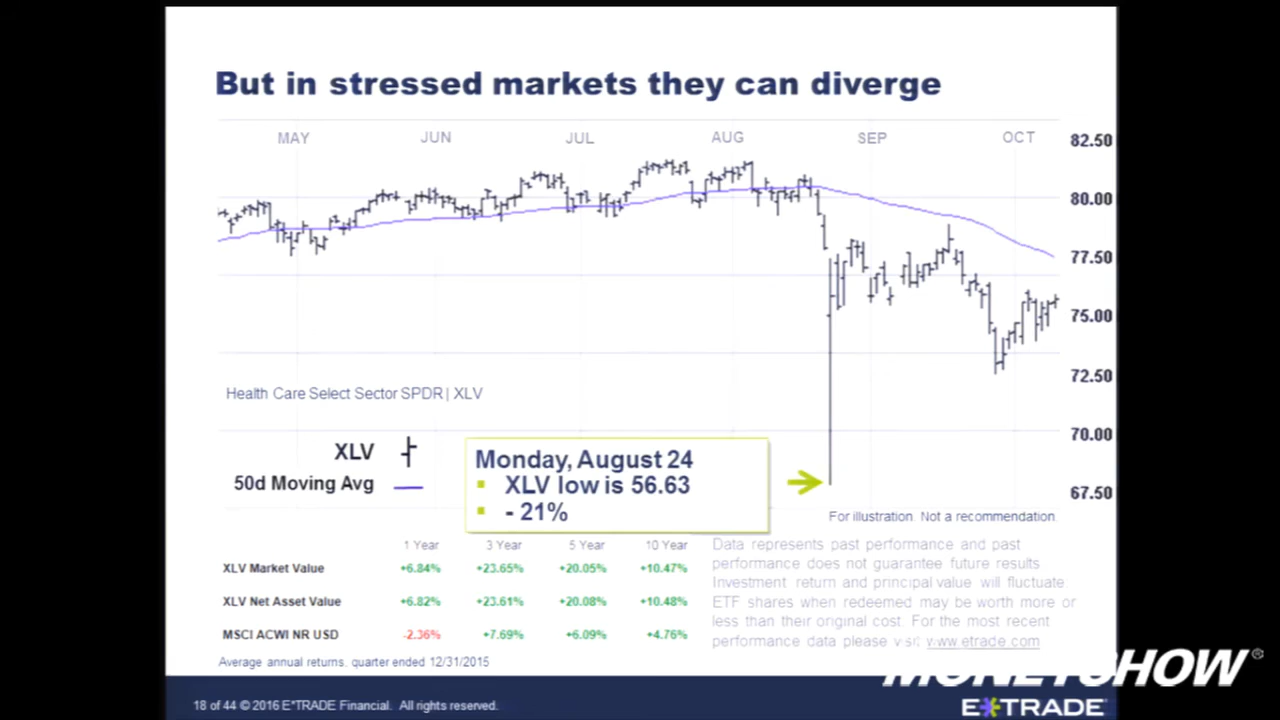 But in stressed markets they can diverge
MAY JUN JUL AUG SEP OCT
82.50
80.00
77.50
75.00
72.50
70.00
67.50
Health Care Select Sector SPDR | XLV
XLV
50d Moving Avg
Monday, August 24
▪ XLV low is 56.63
▪ - 21%
For illustration. Not a recommendation.
1 Year 3 Year 5 Year 10 Year
XLV Market Value +6.84% +23.65% +20.05% +10.47%
XLV Net Asset Value +6.82% +23.61% +20.08% +10.48%
MSCI ACWI NR USD -2.36% +7.69% +6.09% +4.76%
Average annual returns, quarter ended 12/31/2015
Data represents past performance and past
performance does not guarantee future results.
Investment return and principal value will fluctuate.
ETF shares when redeemed may be worth more or
less than their original cost. For the most recent
performance data please visit www.etrade.com
MONEYSHOW®
18 of 44 © 2016 E*TRADE Financial. All rights reserved.
E*TRADE